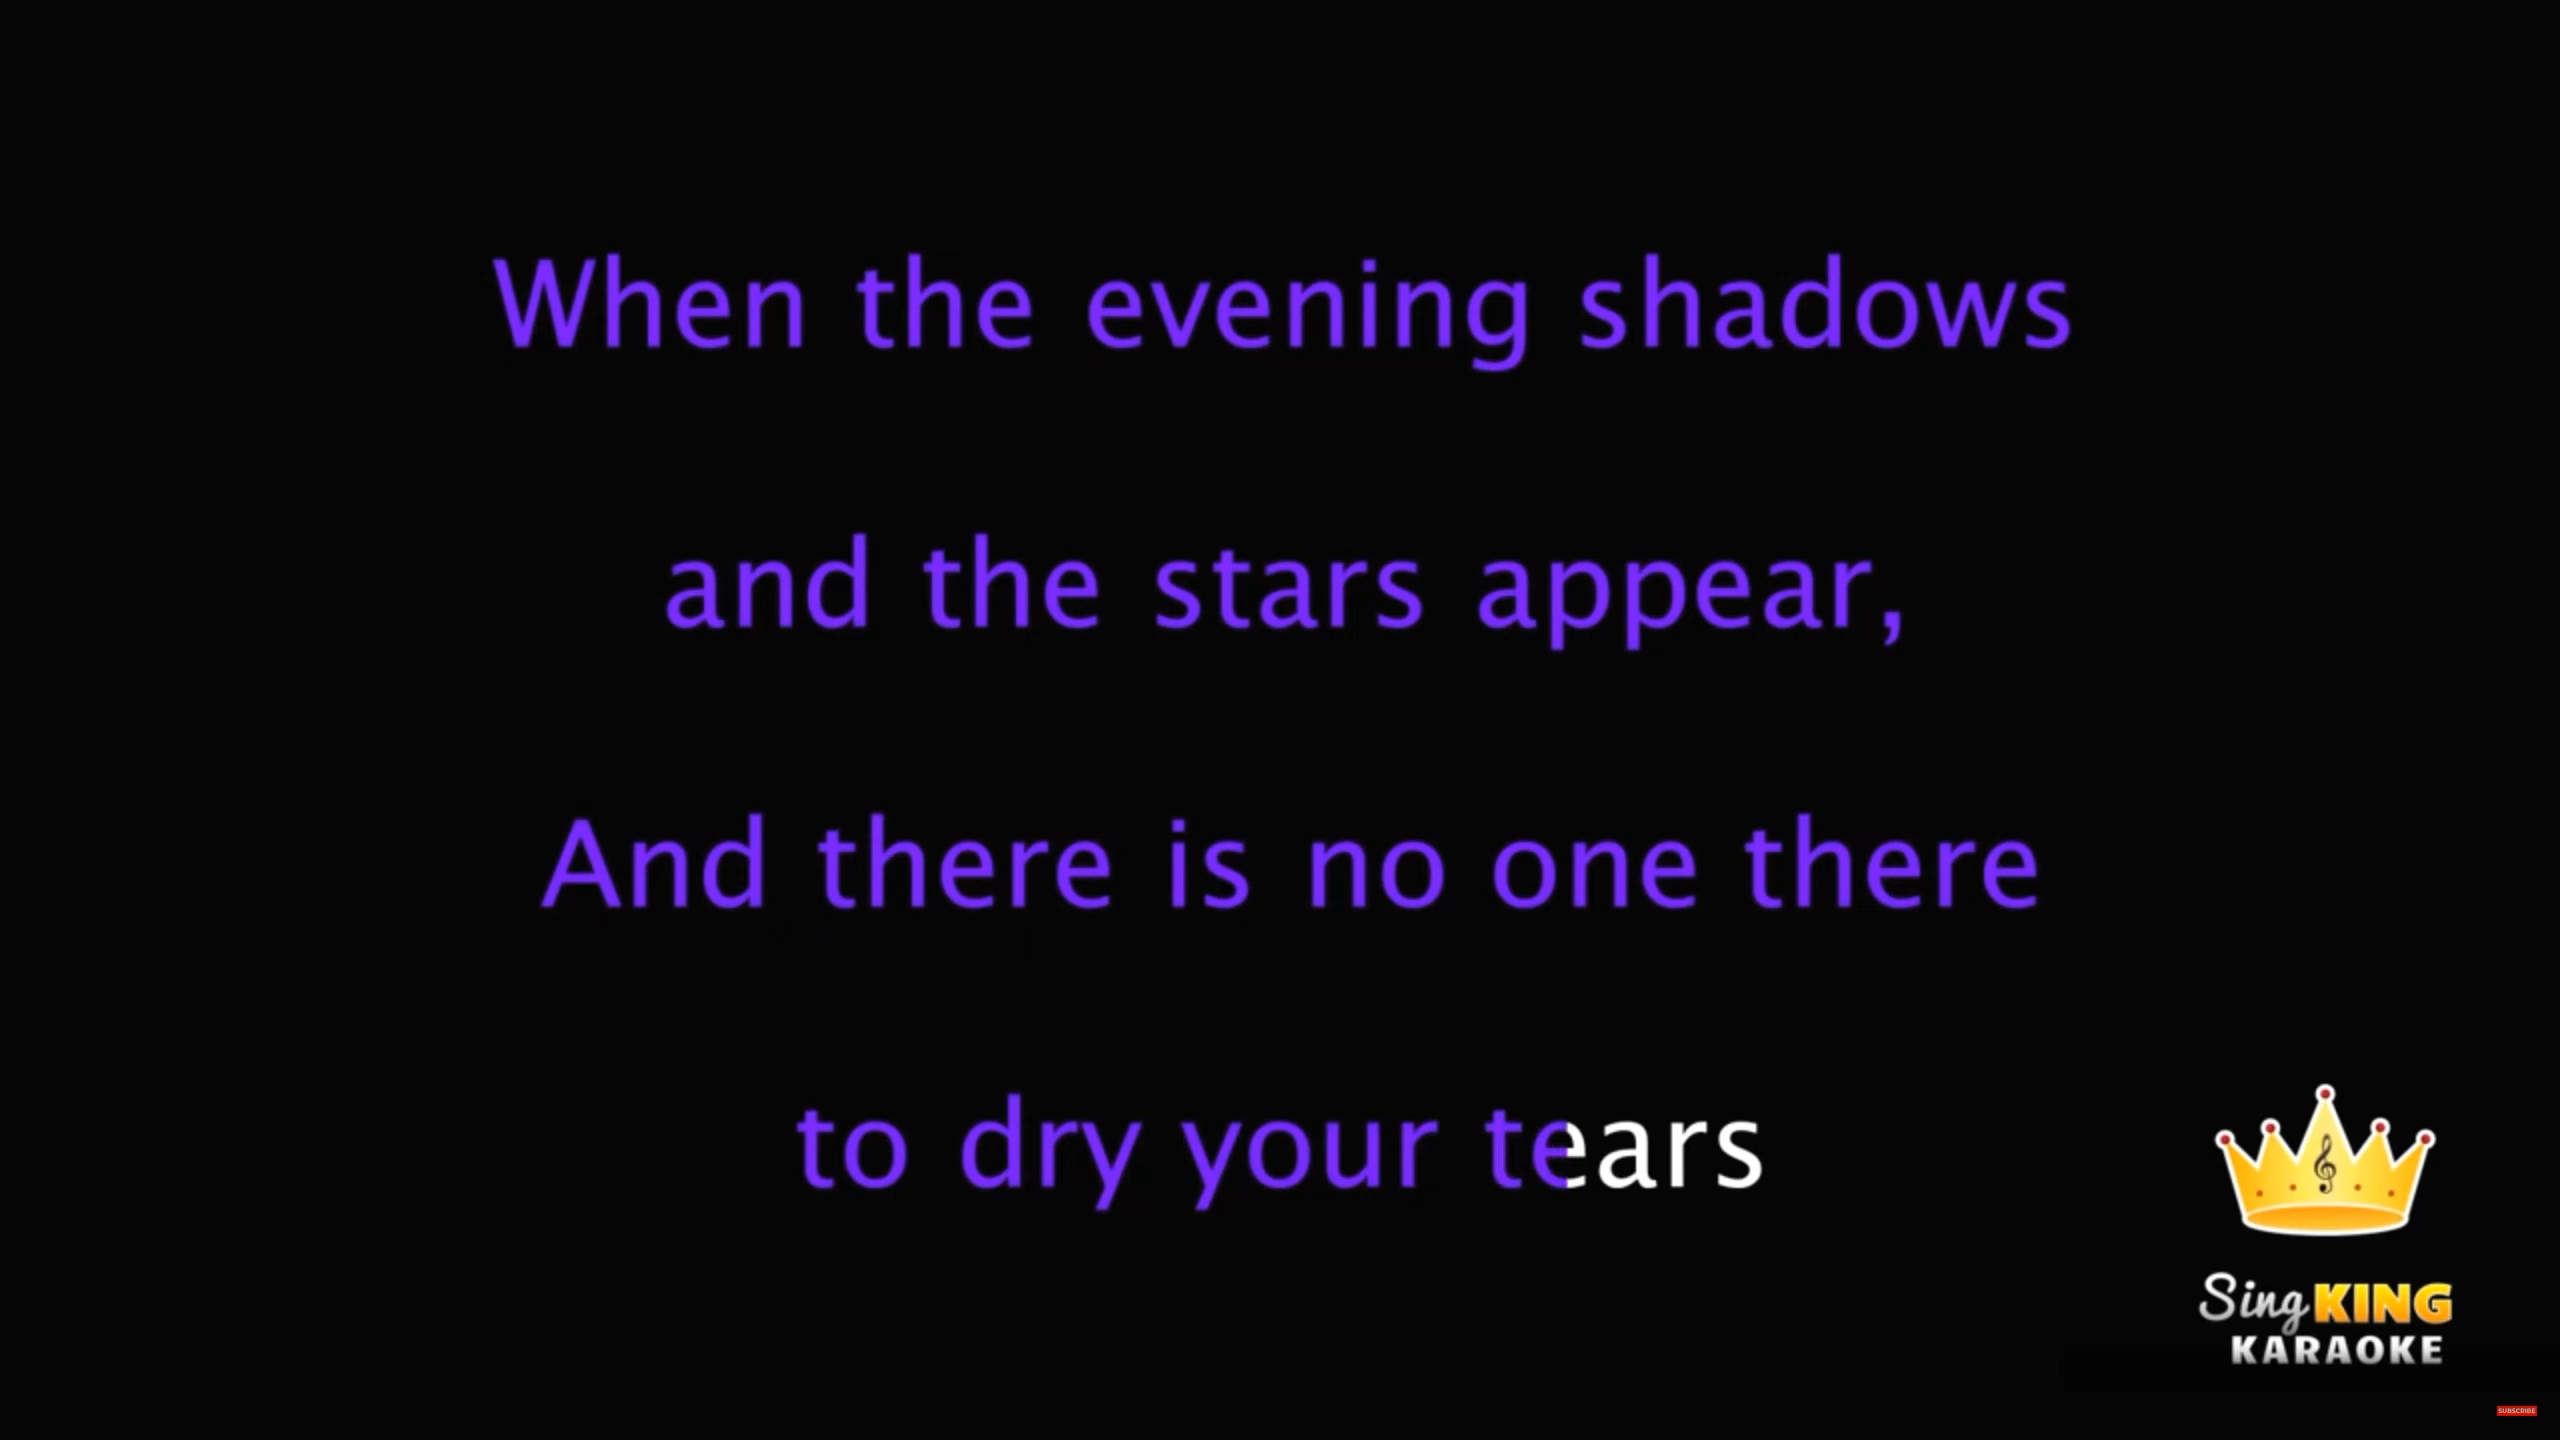 When the evening shadows
and the stars appear,
And there is no one there
to dry your tears
Sing KING
KARAOKE
SUBSCRIBE